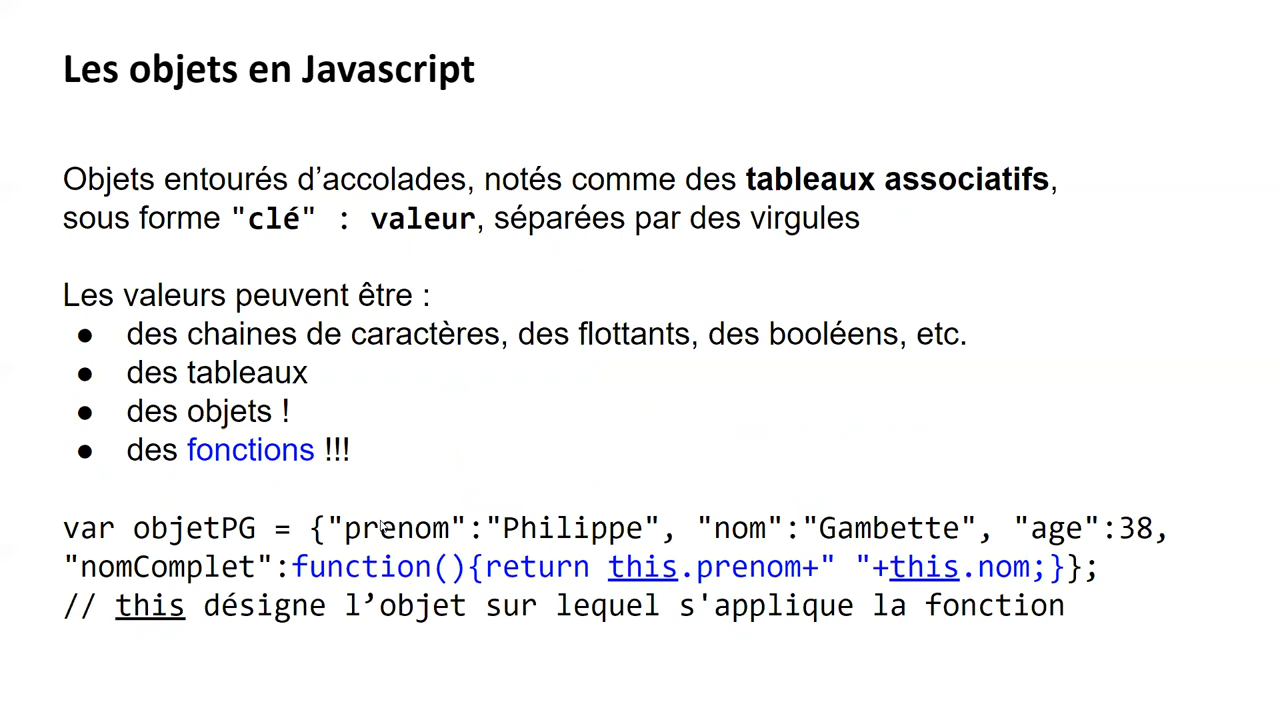 Les objets en Javascript
Objets entourés d’accolades, notés comme des tableaux associatifs,
sous forme "clé" : valeur, séparées par des virgules
Les valeurs peuvent être :
● des chaines de caractères, des flottants, des booléens, etc.
● des tableaux
● des objets !
● des fonctions !!!
var objetPG = {"prenom":"Philippe", "nom":"Gambette", "age":38,
"nomComplet":function(){return this.prenom+" "+this.nom;}};
// this désigne l’objet sur lequel s'applique la fonction